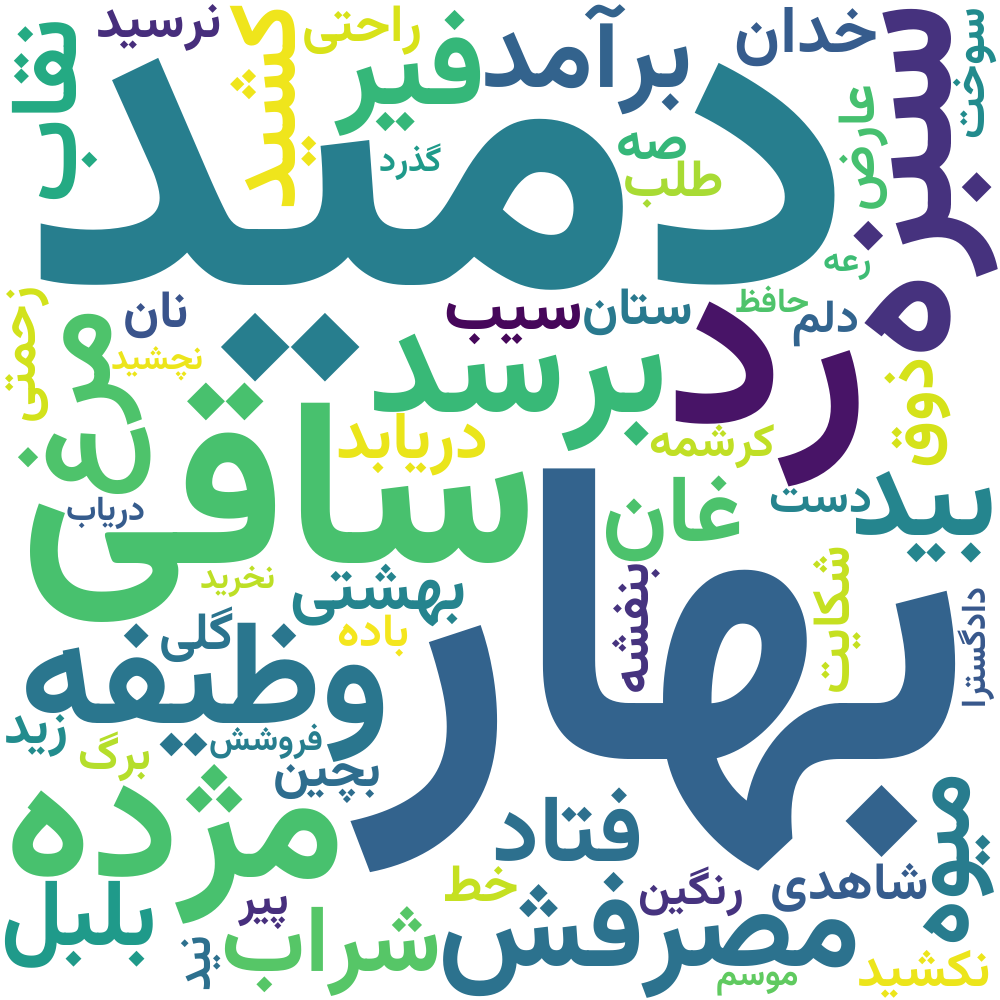 نرسید
راحتی
برآمد
خدان
سوخت
نقاب
کشید
فیر
سبزه
عارض
صه
طلب
گذرد
دمید
رعه
نان
سیب
ستان
حافظ
دلم
زحمتی
مرغ
نچشید
برسد
رد
ذوق
دریابد
کرشمه
ساقی
دریاب
غان
دست
بید
نخرید
بهشتی
بنفشه
شکایت
دادگسترا
باده
گلی
وظیفه
بهار
زید
برگ
فروشش
بچین
مژده
فتاد
میوه
خط
رنگین
شاهدی
بلبل
پیر
شراب
مصرفش
نید
موسم
نکشید